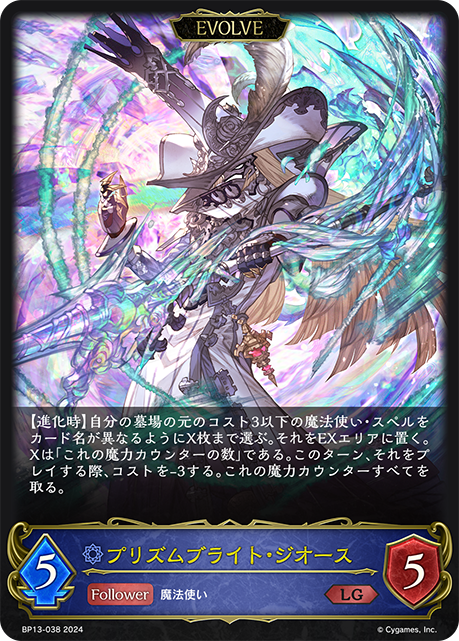 EVOLVE
【進化時】自分の墓場の元のコスト3以下の魔法使い・スペルを
カード名が異なるようにX枚まで選ぶ。それをEXエリアに置く。
Xは「これの魔力カウンターの数」である。このターン、それをプ
レイする際、コストを-3する。これの魔力カウンターすべてを
取る。
プリズムブライト・ジオース
5
5
Follower 魔法使い
LG
BP13-038 2024
© Cygames, Inc.